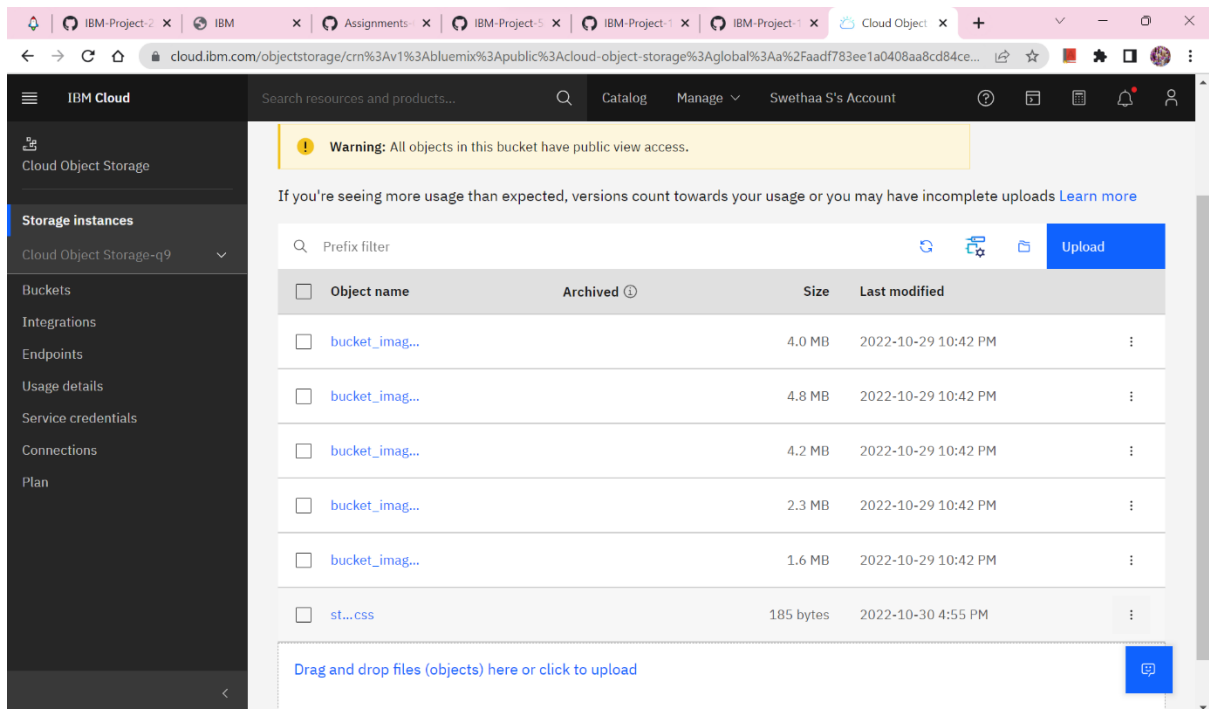 IBM-Project-2
IBM
Assignments-
IBM-Project-5
IBM-Project-1
IBM-Project-1
Cloud Object
cloud.ibm.com/objectstorage/crn%3Av1%3Abluemix%3Apublic%3Acloud-object-storage%3Aglobal%3Aa%2Faadf783ee1a0408aa8cd84ce...
IBM Cloud
Search resources and products...
Catalog
Manage
Swethaa S's Account
Cloud Object Storage
Storage instances
Cloud Object Storage-q9
Buckets
Integrations
Endpoints
Usage details
Service credentials
Connections
Plan
Warning: All objects in this bucket have public view access.
If you're seeing more usage than expected, versions count towards your usage or you may have incomplete uploads Learn more
Prefix filter
Upload
Object name Archived Size Last modified
bucket_imag... 4.0 MB 2022-10-29 10:42 PM
bucket_imag... 4.8 MB 2022-10-29 10:42 PM
bucket_imag... 4.2 MB 2022-10-29 10:42 PM
bucket_imag... 2.3 MB 2022-10-29 10:42 PM
bucket_imag... 1.6 MB 2022-10-29 10:42 PM
st...css 185 bytes 2022-10-30 4:55 PM
Drag and drop files (objects) here or click to upload